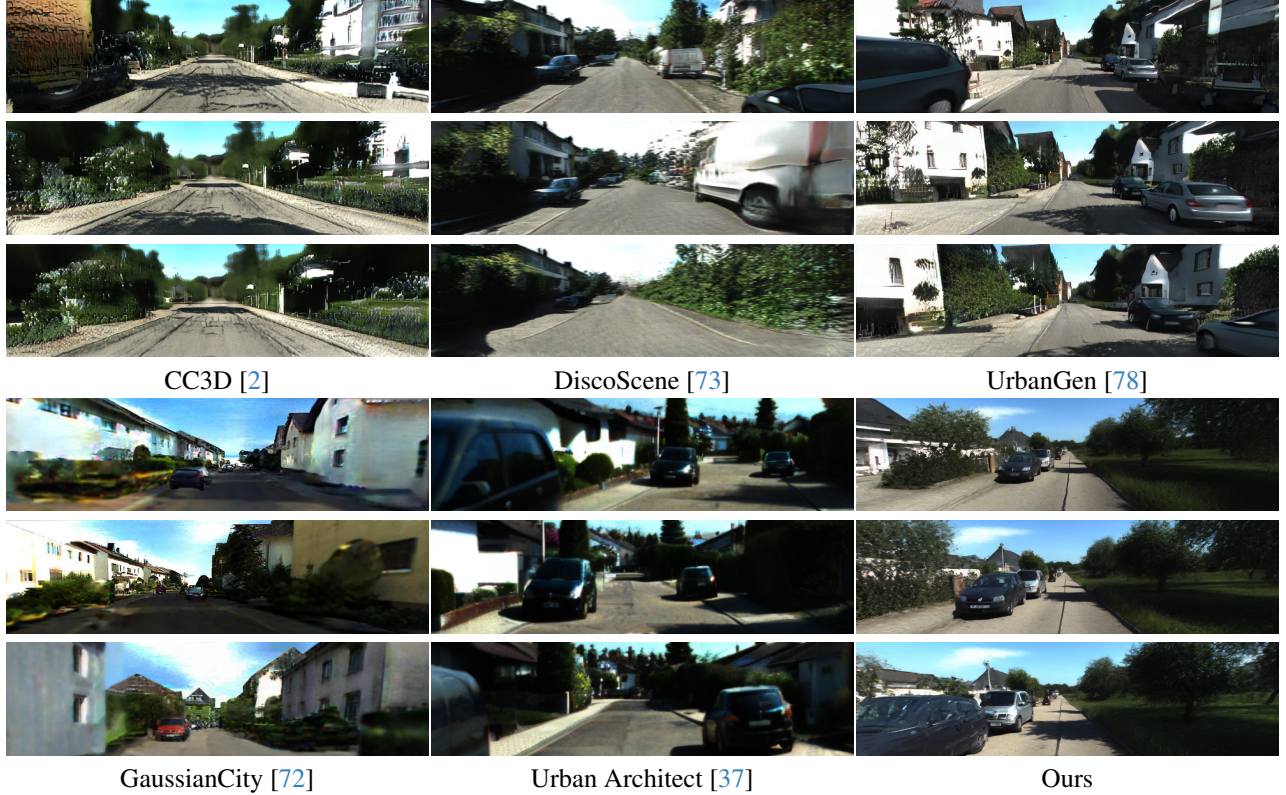 CC3D [2]
DiscoScene [73]
UrbanGen [78]
GaussianCity [72]
Urban Architect [37]
Ours